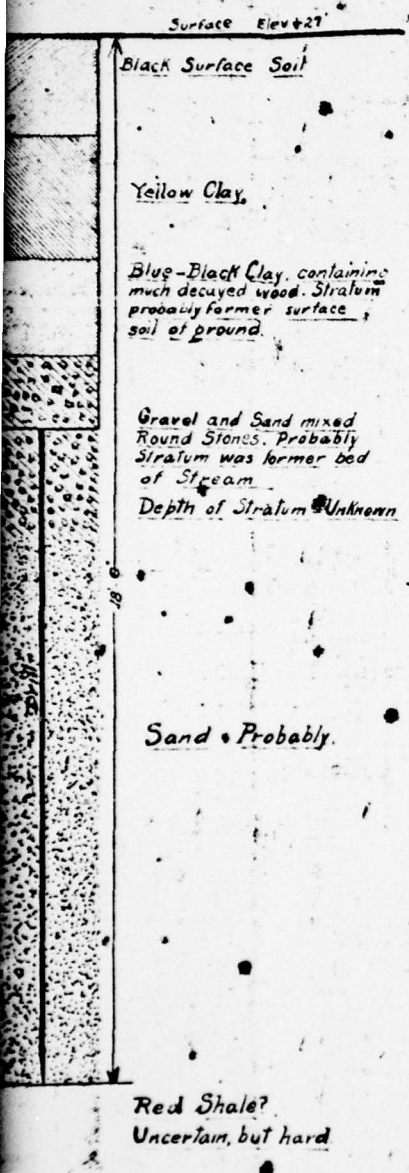 Surface Elev + 27'
Black Surface Soil
Yellow Clay.
Blue-Black Clay, containing
much decayed wood. Stratum
probably former surface
soil of ground.
Gravel and Sand mixed
Round Stones. Probably
Stratum was former bed
of Stream
Depth of Stratum Unknown
18'
Sand Probably.
Red Shale?
Uncertain, but hard